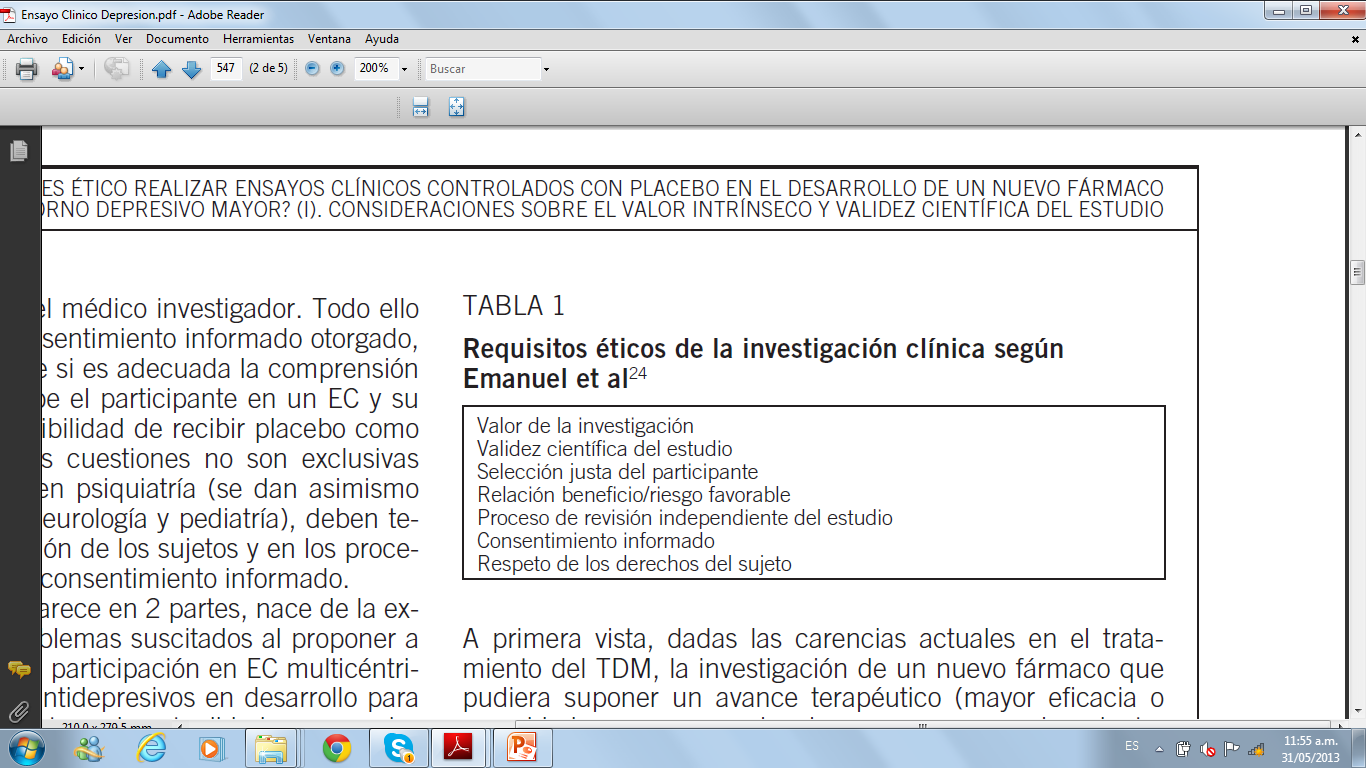 Ensayo Clinico Depresion.pdf - Adobe Reader
Archivo Edición Ver Documento Herramientas Ventana Ayuda
547 (2 de 5) 200% Buscar
ES ÉTICO REALIZAR ENSAYOS CLÍNICOS CONTROLADOS CON PLACEBO EN EL DESARROLLO DE UN NUEVO FÁRMACO
ORNO DEPRESIVO MAYOR? (I). CONSIDERACIONES SOBRE EL VALOR INTRÍNSECO Y VALIDEZ CIENTÍFICA DEL ESTUDIO
el médico investigador. Todo ello
sentimiento informado otorgado,
e si es adecuada la comprensión
be el participante en un EC y su
ibilidad de recibir placebo como
s cuestiones no son exclusivas
en psiquiatría (se dan asimismo
eurología y pediatría), deben te-
ón de los sujetos y en los proce-
consentimiento informado.
arece en 2 partes, nace de la ex-
blemas suscitados al proponer a
participación en EC multicéntri-
ntidepresivos en desarrollo para
TABLA 1
Requisitos éticos de la investigación clínica según
Emanuel et al24
Valor de la investigación
Validez científica del estudio
Selección justa del participante
Relación beneficio/riesgo favorable
Proceso de revisión independiente del estudio
Consentimiento informado
Respeto de los derechos del sujeto
A primera vista, dadas las carencias actuales en el trata-
miento del TDM, la investigación de un nuevo fármaco que
pudiera suponer un avance terapéutico (mayor eficacia o
210,0 x 279,5 mm
ES
11:55 a.m.
31/05/2013